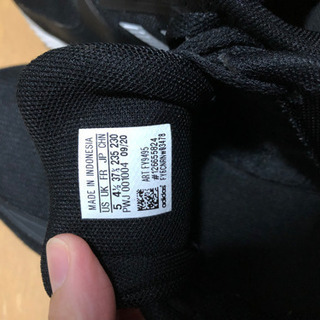 MADE IN INDONESIA
US UK FR JP CHN
5 4½ 37⅓ 235 230
PWJ 001004 09/20
ART FY9495
#126655824
adidas